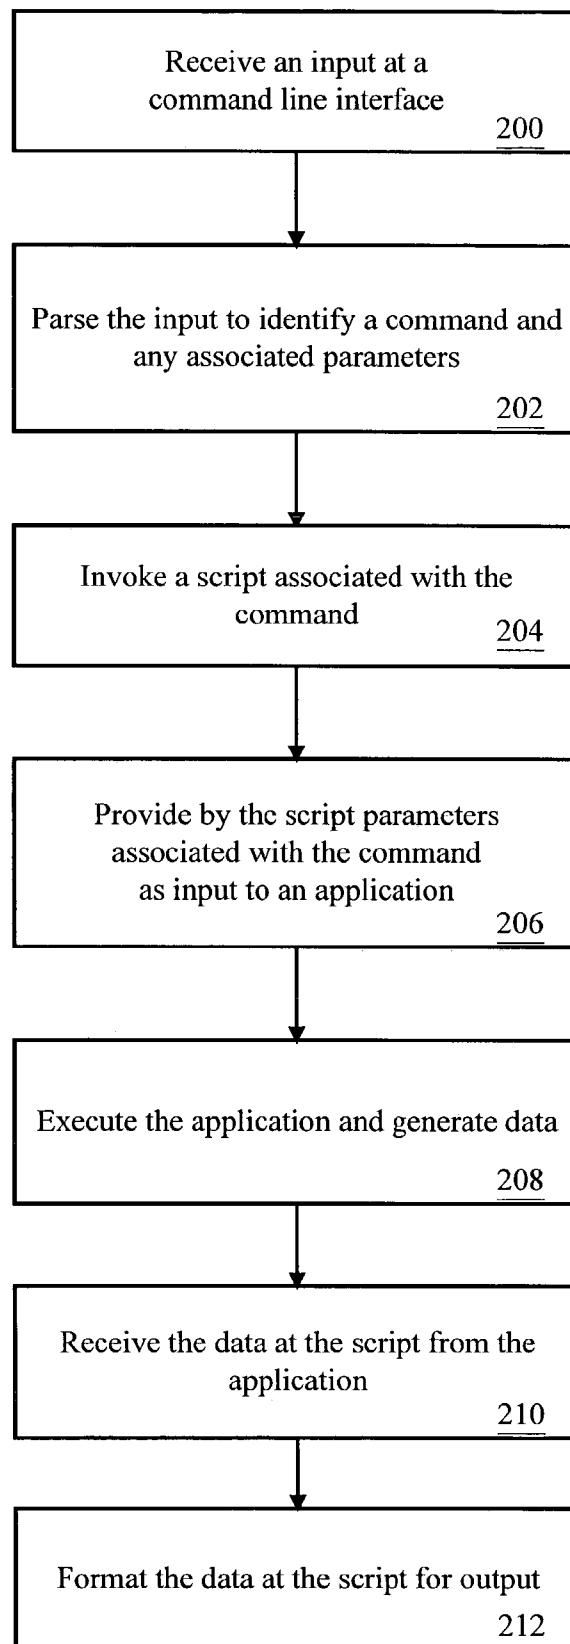 Receive an input at a
command line interface
200
Parse the input to identify a command and
any associated parameters
202
Invoke a script associated with the
command
204
Provide by the script parameters
associated with the command
as input to an application
206
Execute the application and generate data
208
Receive the data at the script from the
application
210
Format the data at the script for output
212